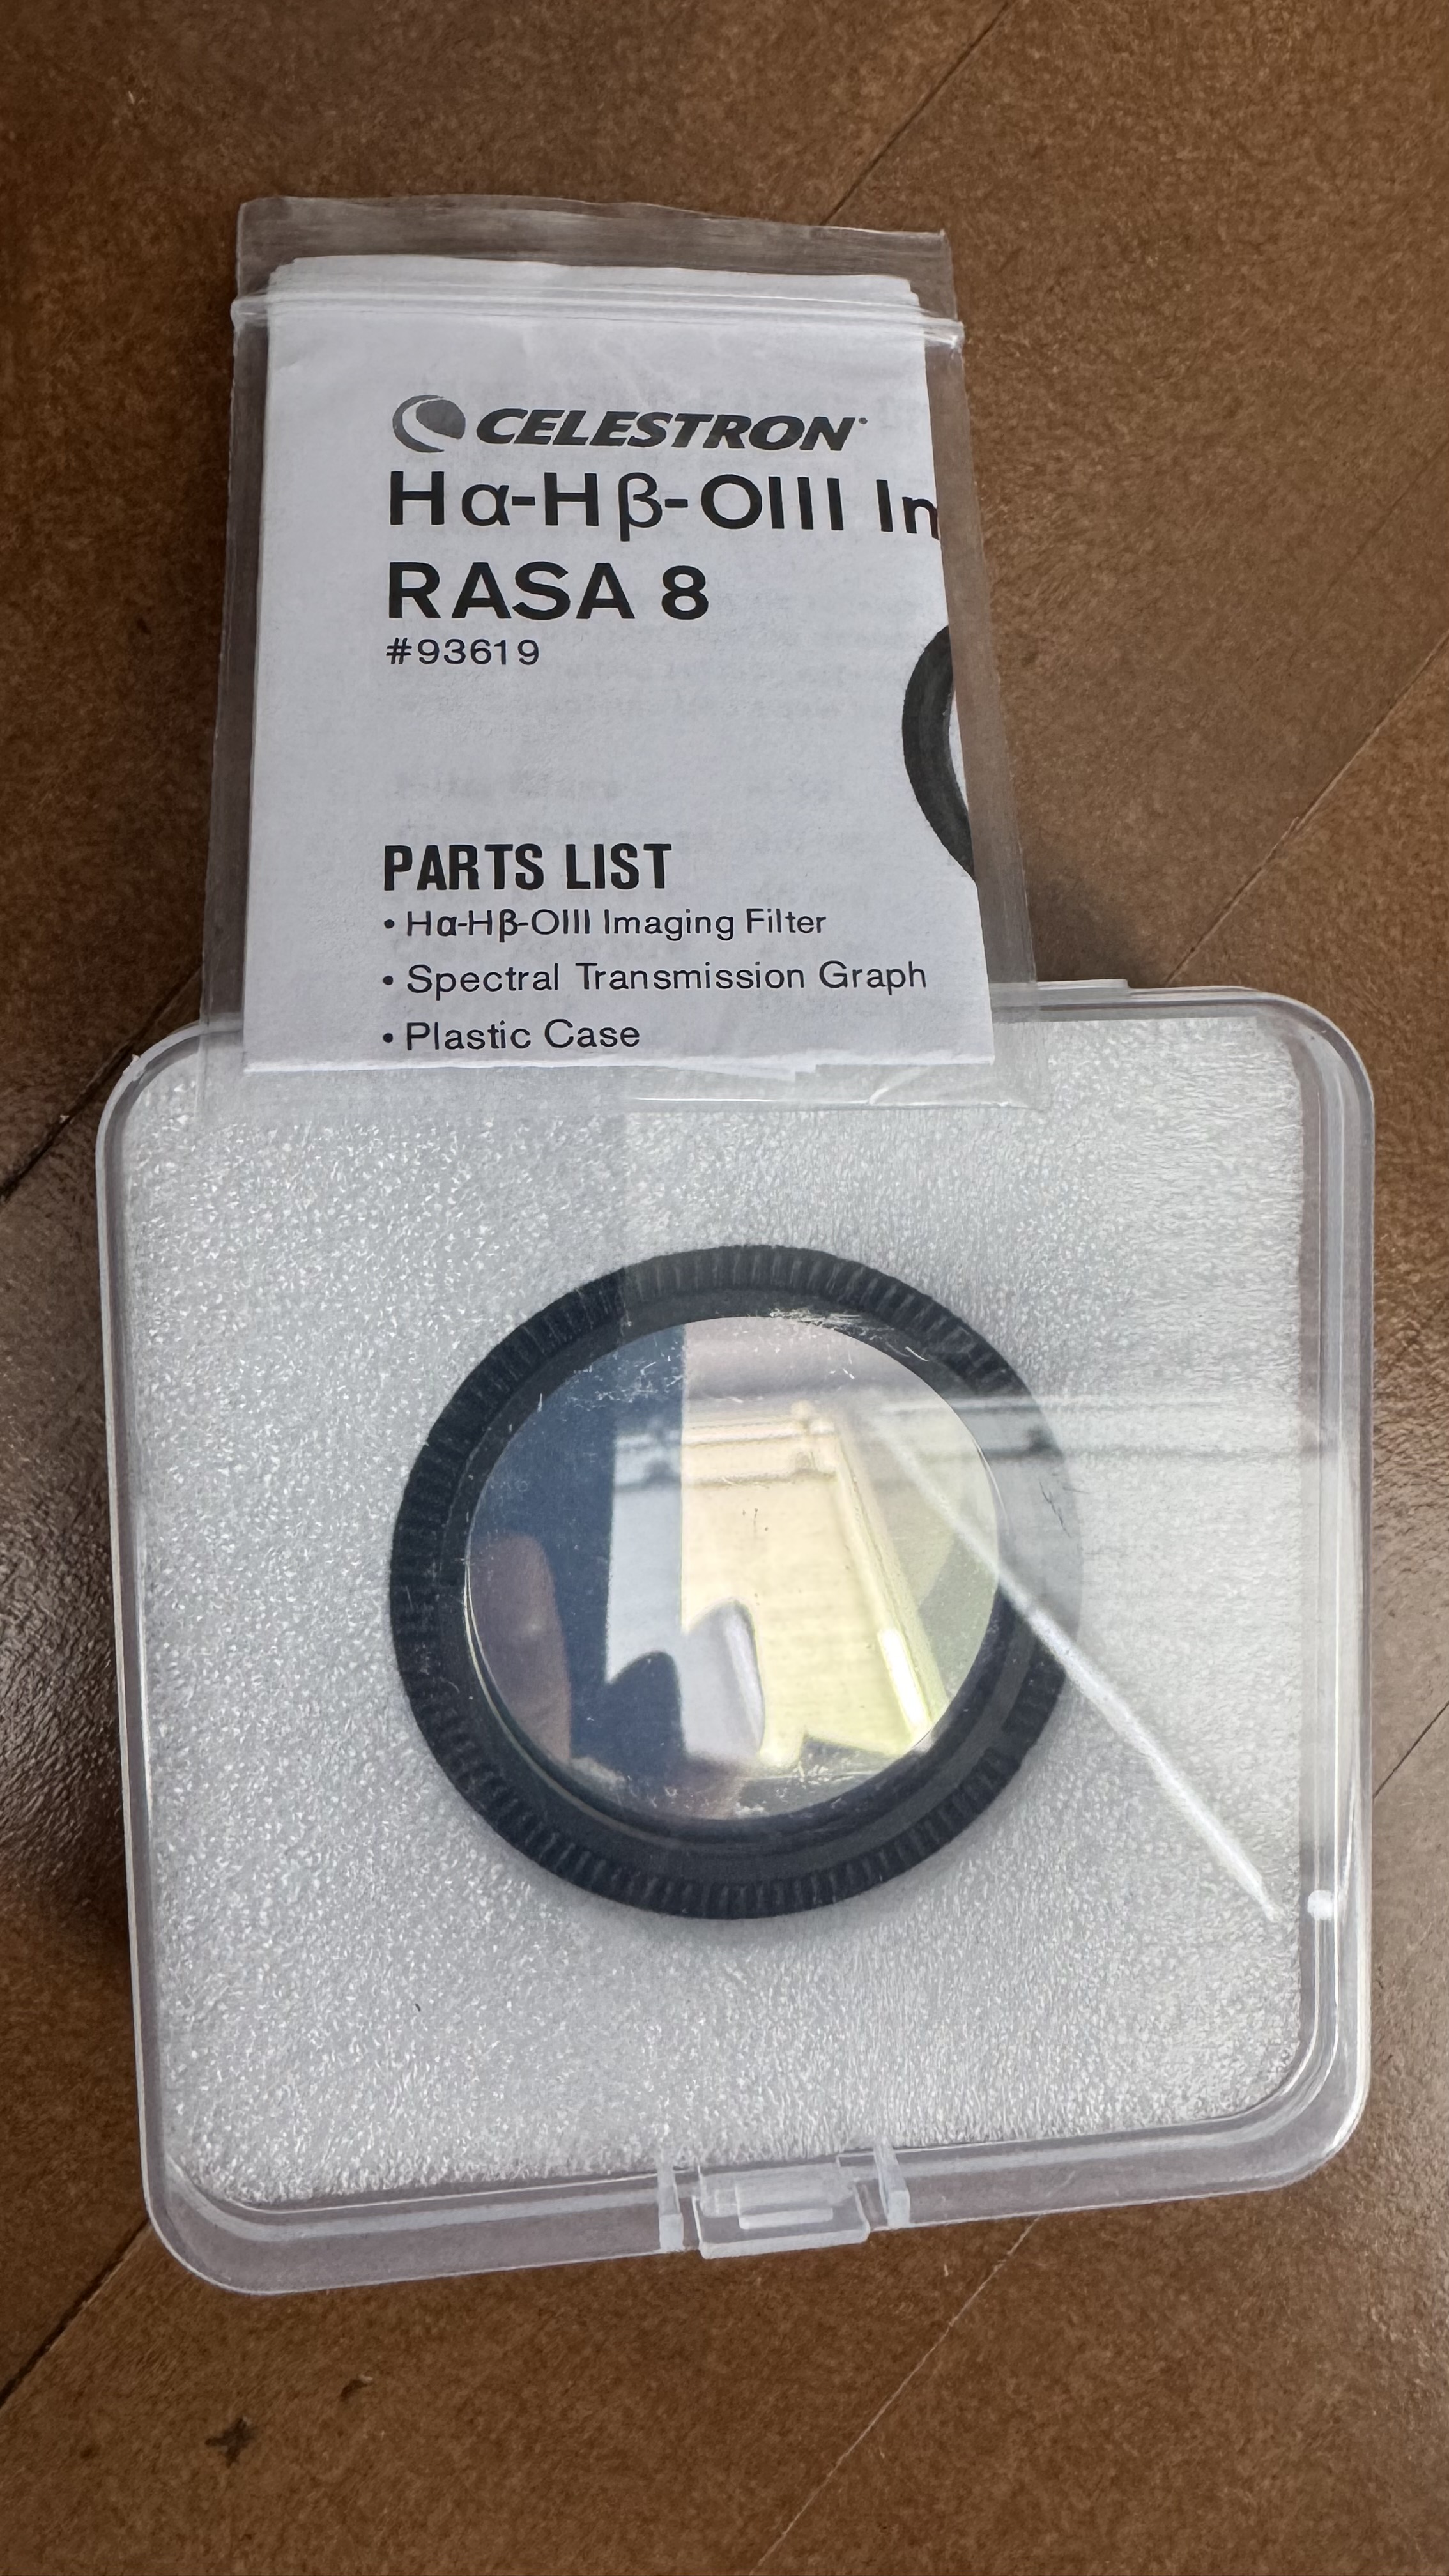 CELESTRON
Hα-Hβ-OIII Im
RASA 8
#93619
PARTS LIST
• Hα-Hβ-OIII Imaging Filter
• Spectral Transmission Graph
• Plastic Case